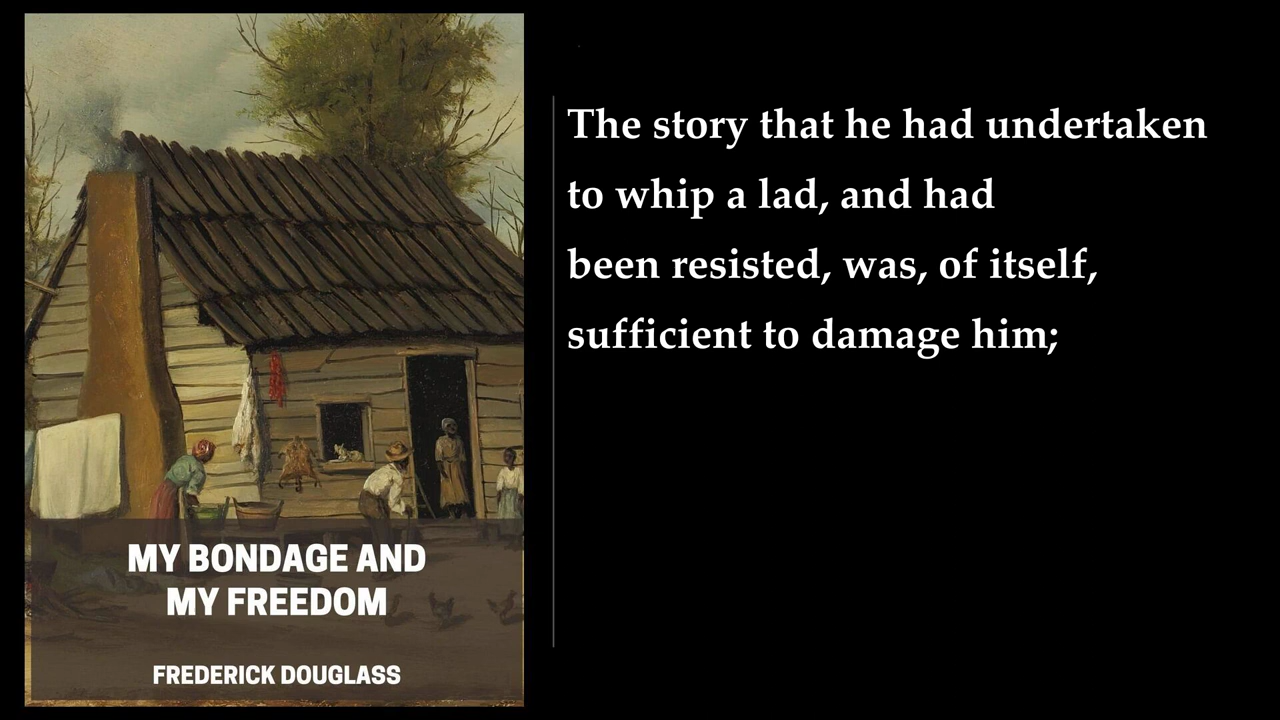 MY BONDAGE AND
MY FREEDOM
FREDERICK DOUGLASS
The story that he had undertaken
to whip a lad, and had
been resisted, was, of itself,
sufficient to damage him;